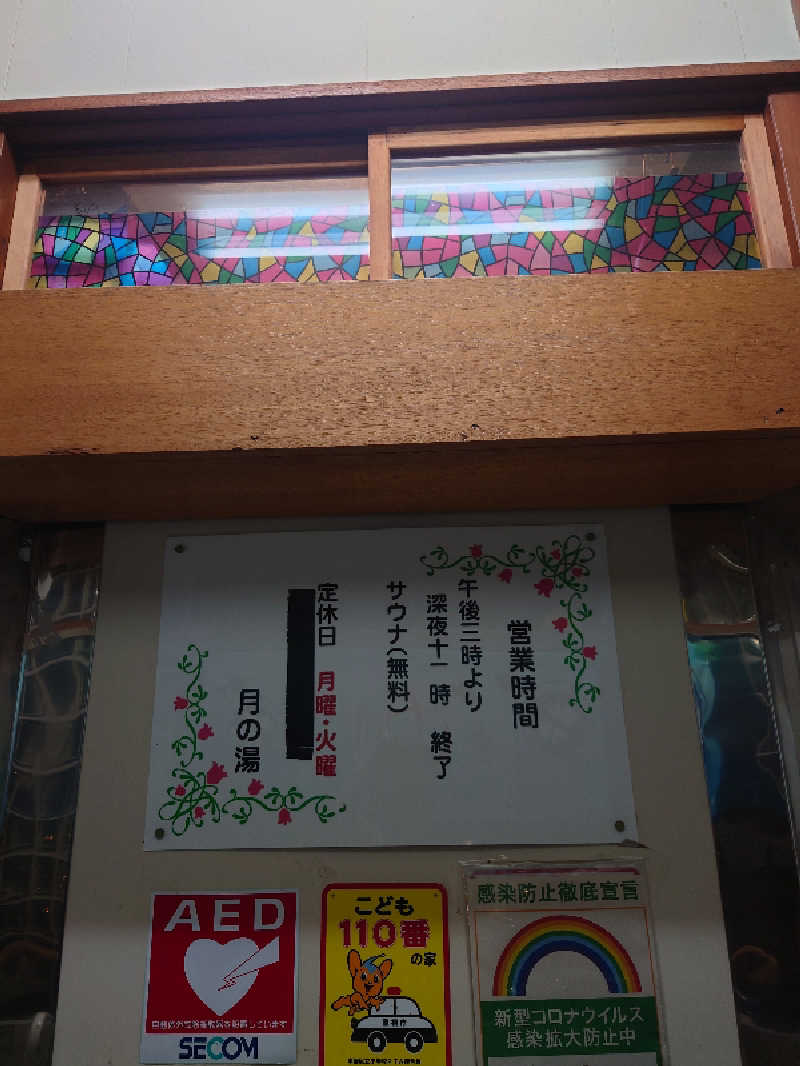 営業時間
午後三時より
深夜十一時 終了
サウナ(無料)
定休日 月曜・火曜
月の湯
AED
SECOM
こども
110番
の家
感染防止徹底宣言
新型コロナウイルス
感染拡大防止中